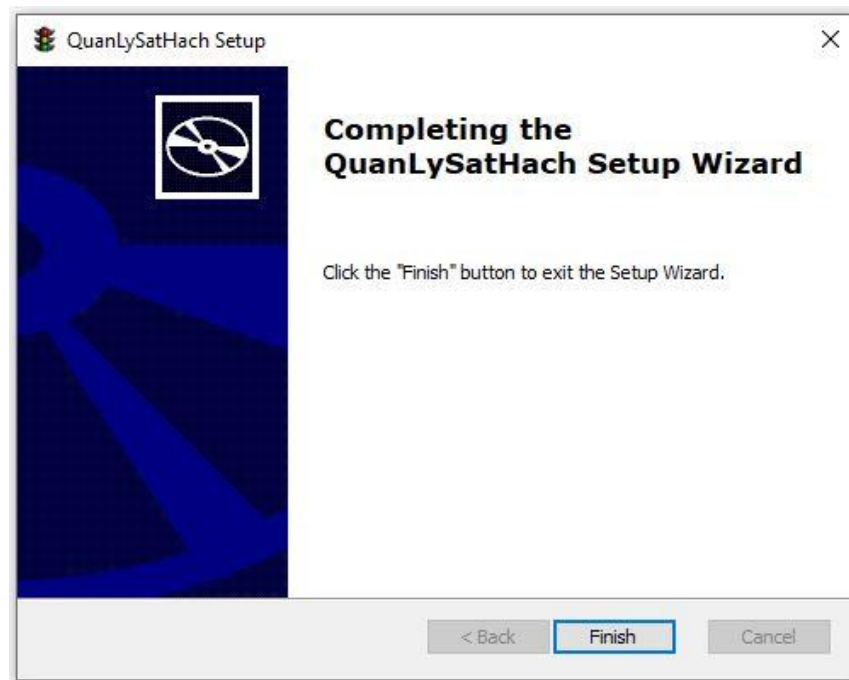 QuanLySatHach Setup
Completing the
QuanLySatHach Setup Wizard
Click the "Finish" button to exit the Setup Wizard.
< Back
Finish
Cancel